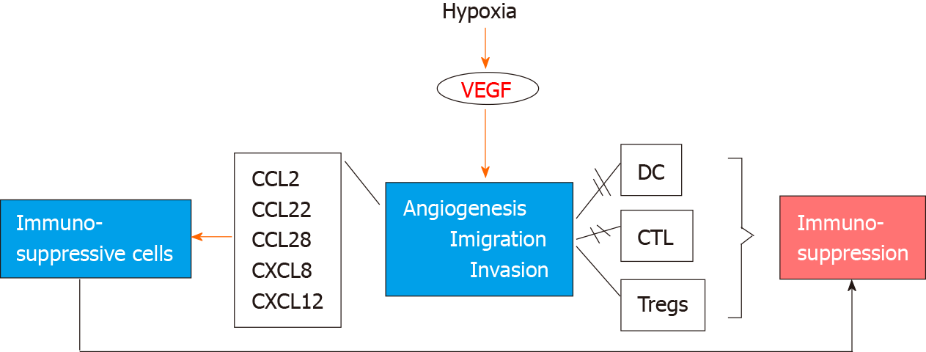 Hypoxia
VEGF
CCL2
CCL22
CCL28
CXCL8
CXCL12
Immuno-
suppressive cells
Angiogenesis
Imigration
Invasion
DC
CTL
Tregs
Immuno-
suppression